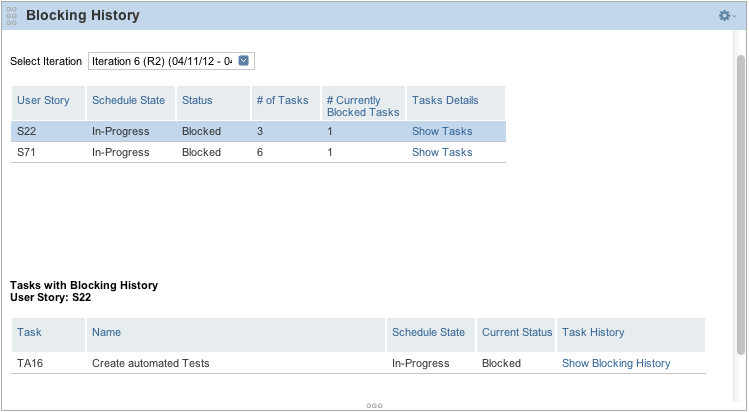 Blocking History
Select Iteration Iteration 6 (R2) (04/11/12 - 04
User Story Schedule State Status # of Tasks # Currently Blocked Tasks Tasks Details
S22 In-Progress Blocked 3 1 Show Tasks
S71 In-Progress Blocked 6 1 Show Tasks
Tasks with Blocking History
User Story: S22
Task Name Schedule State Current Status Task History
TA16 Create automated Tests In-Progress Blocked Show Blocking History